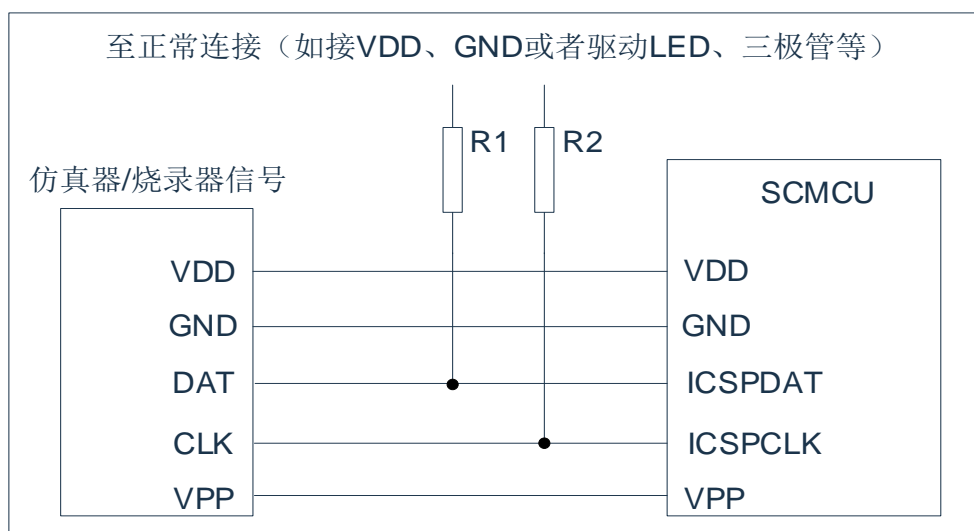 至正常连接（如接VDD、GND或者驱动LED、三极管等）
R1
R2
仿真器/烧录器信号
SCMCU
VDD
VDD
GND
GND
DAT
ICSPDAT
CLK
ICSPCLK
VPP
VPP